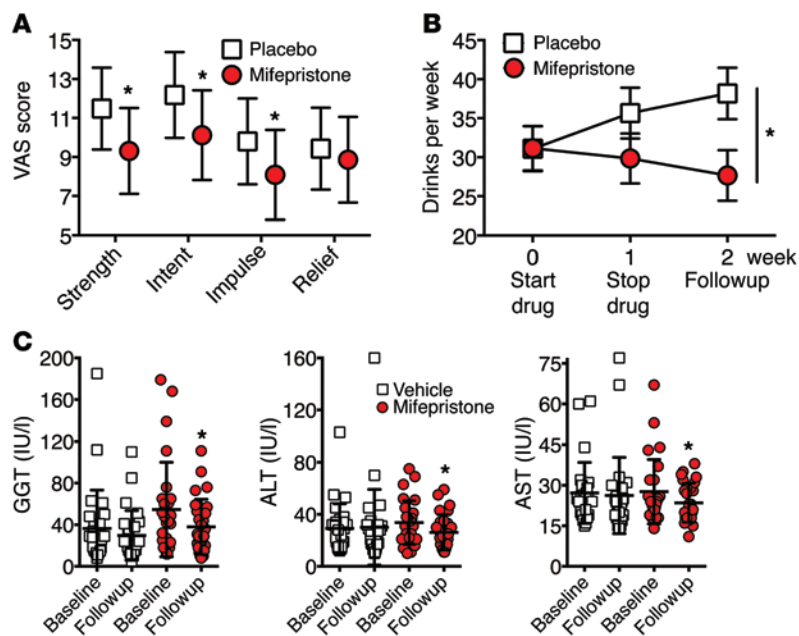 A
15
13
11
9
7
5
VAS score
Placebo
Mifepristone
*
*
*
Strength
Intent
Impulse
Relief
B
45
40
35
30
25
20
Drinks per week
Placebo
Mifepristone
*
0 1 2 week
Start drug
Stop drug
Followup
C
200
160
120
80
40
0
GGT (IU/l)
*
Baseline
Followup
Baseline
Followup
160
120
80
40
0
ALT (IU/l)
Vehicle
Mifepristone
*
Baseline
Followup
Baseline
Followup
75
60
45
30
15
0
AST (IU/l)
*
Baseline
Followup
Baseline
Followup